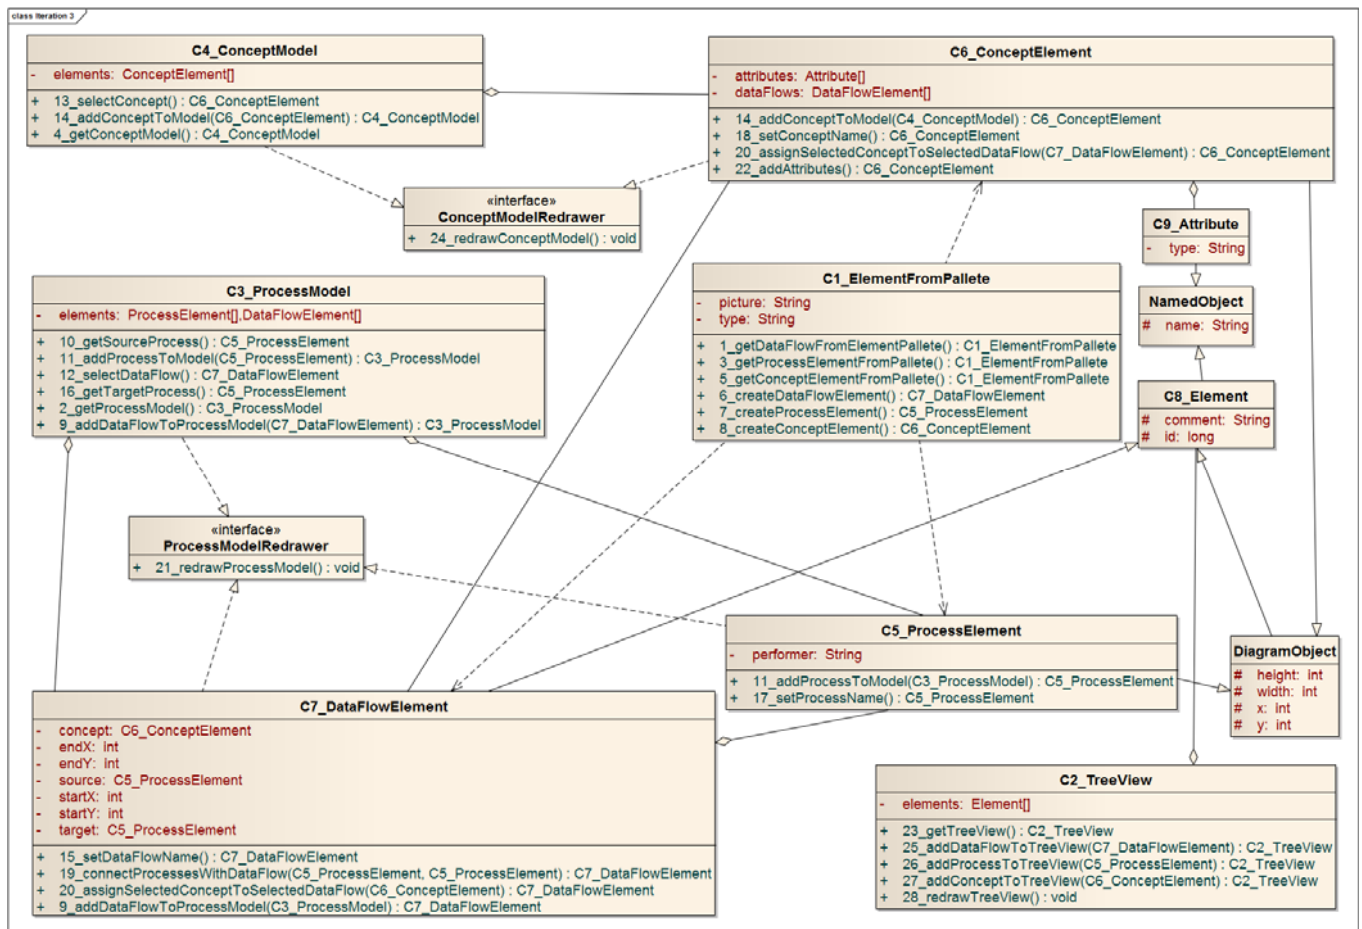 class Iteration 3
C4_ConceptModel
- elements: ConceptElement[]
+ 13_selectConcept() : C6_ConceptElement
+ 14_addConceptToModel(C6_ConceptElement) : C4_ConceptModel
+ 4_getConceptModel() : C4_ConceptModel
C6_ConceptElement
- attributes: Attribute[]
- dataFlows: DataFlowElement[]
+ 14_addConceptToModel(C4_ConceptModel) : C6_ConceptElement
+ 18_setConceptName() : C6_ConceptElement
+ 20_assignSelectedConceptToSelectedDataFlow(C7_DataFlowElement) : C6_ConceptElement
+ 22_addAttributes() : C6_ConceptElement
«interface»
ConceptModelRedrawer
+ 24_redrawConceptModel() : void
C9_Attribute
- type: String
NamedObject
# name: String
C3_ProcessModel
- elements: ProcessElement[],DataFlowElement[]
+ 10_getSourceProcess() : C5_ProcessElement
+ 11_addProcessToModel(C5_ProcessElement) : C3_ProcessModel
+ 12_selectDataFlow() : C7_DataFlowElement
+ 16_getTargetProcess() : C5_ProcessElement
+ 2_getProcessModel() : C3_ProcessModel
+ 9_addDataFlowToProcessModel(C7_DataFlowElement) : C3_ProcessModel
C1_ElementFromPallete
- picture: String
- type: String
+ 1_getDataFlowFromElementPallete() : C1_ElementFromPallete
+ 3_getProcessElementFromPallete() : C1_ElementFromPallete
+ 5_getConceptElementFromPallete() : C1_ElementFromPallete
+ 6_createDataFlowElement() : C7_DataFlowElement
+ 7_createProcessElement() : C5_ProcessElement
+ 8_createConceptElement() : C6_ConceptElement
C8_Element
# comment: String
# id: long
«interface»
ProcessModelRedrawer
+ 21_redrawProcessModel() : void
C5_ProcessElement
- performer: String
+ 11_addProcessToModel(C3_ProcessModel) : C5_ProcessElement
+ 17_setProcessName() : C5_ProcessElement
DiagramObject
# height: int
# width: int
# x: int
# y: int
C7_DataFlowElement
- concept: C6_ConceptElement
- endX: int
- endY: int
- source: C5_ProcessElement
- startX: int
- startY: int
- target: C5_ProcessElement
+ 15_setDataFlowName() : C7_DataFlowElement
+ 19_connectProcessesWithDataFlow(C5_ProcessElement, C5_ProcessElement) : C7_DataFlowElement
+ 20_assignSelectedConceptToSelectedDataFlow(C6_ConceptElement) : C7_DataFlowElement
+ 9_addDataFlowToProcessModel(C3_ProcessModel) : C7_DataFlowElement
C2_TreeView
- elements: Element[]
+ 23_getTreeView() : C2_TreeView
+ 25_addDataFlowToTreeView(C7_DataFlowElement) : C2_TreeView
+ 26_addProcessToTreeView(C5_ProcessElement) : C2_TreeView
+ 27_addConceptToTreeView(C6_ConceptElement) : C2_TreeView
+ 28_redrawTreeView() : void